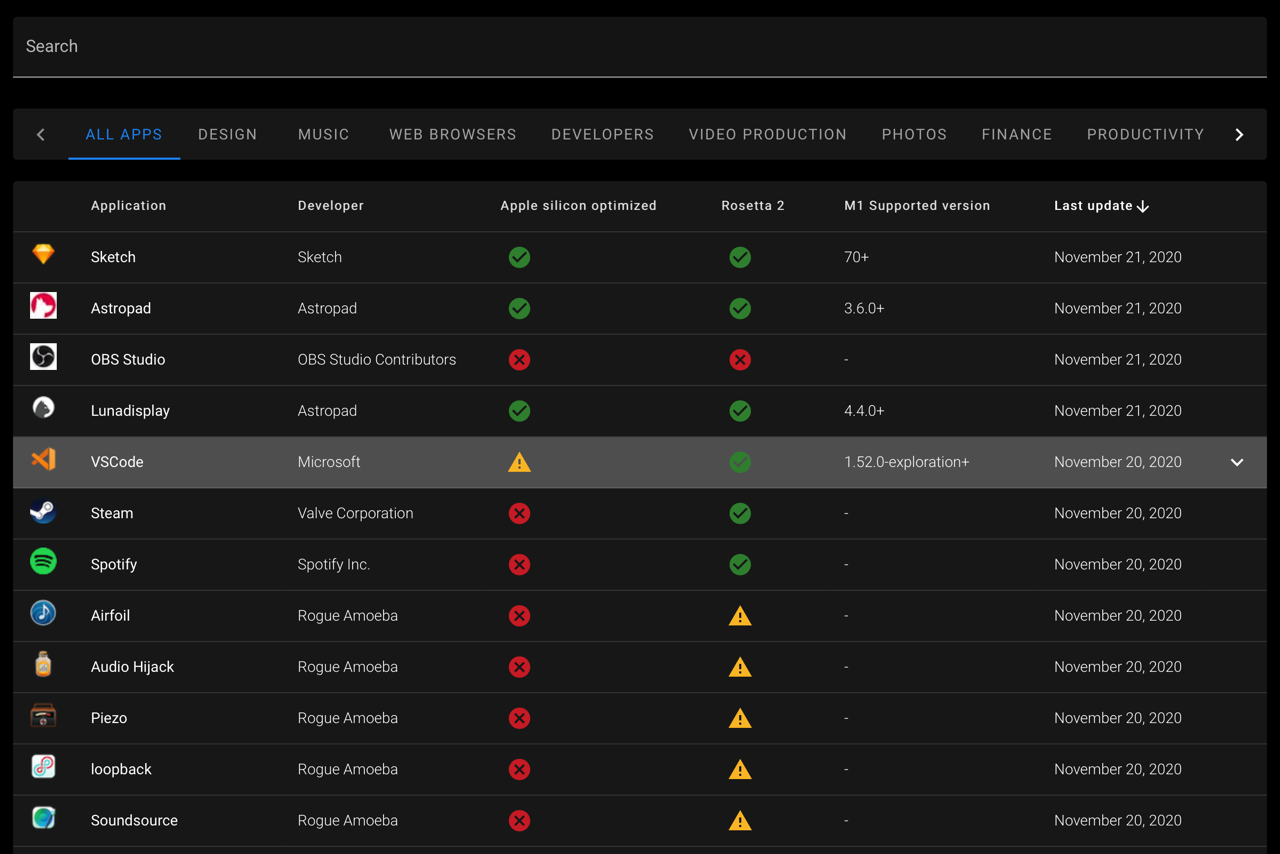 Search
ALL APPS DESIGN MUSIC WEB BROWSERS DEVELOPERS VIDEO PRODUCTION PHOTOS FINANCE PRODUCTIVITY
Application Developer Apple silicon optimized Rosetta 2 M1 Supported version Last update
Sketch Sketch 70+ November 21, 2020
Astropad Astropad 3.6.0+ November 21, 2020
OBS Studio OBS Studio Contributors - November 21, 2020
Lunadisplay Astropad 4.4.0+ November 21, 2020
VSCode Microsoft 1.52.0-exploration+ November 20, 2020
Steam Valve Corporation - November 20, 2020
Spotify Spotify Inc. - November 20, 2020
Airfoil Rogue Amoeba - November 20, 2020
Audio Hijack Rogue Amoeba - November 20, 2020
Piezo Rogue Amoeba - November 20, 2020
loopback Rogue Amoeba - November 20, 2020
Soundsource Rogue Amoeba - November 20, 2020